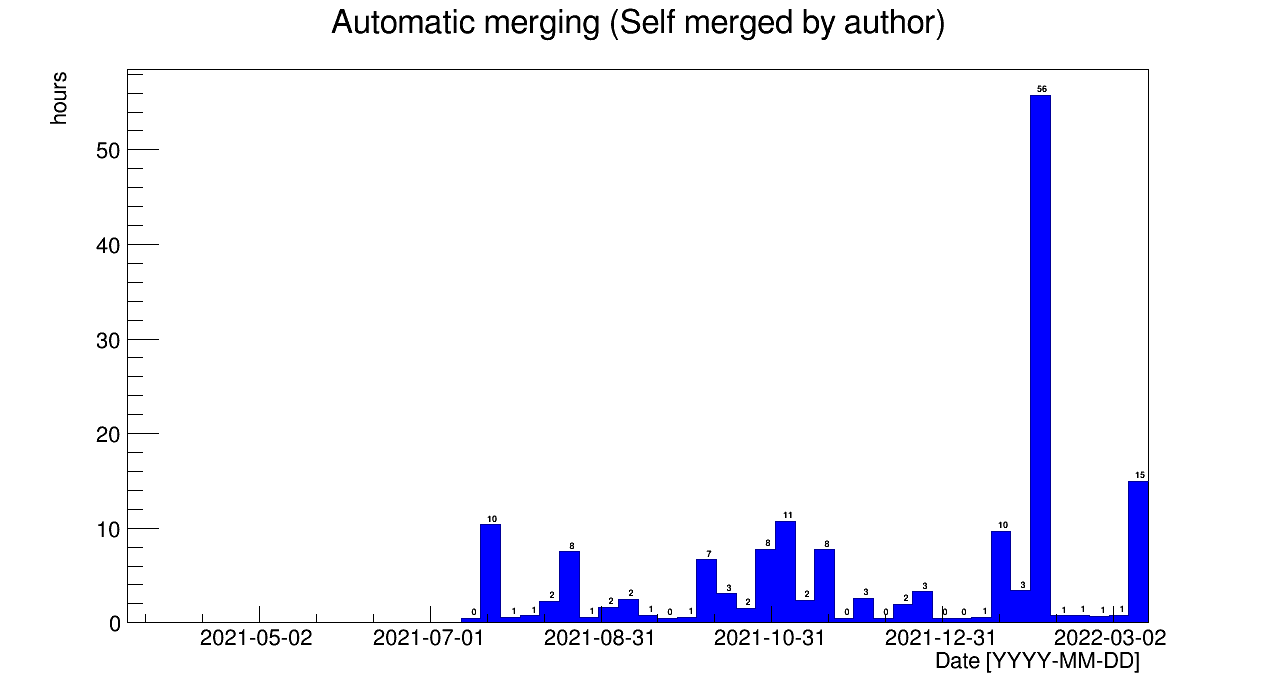 Automatic merging (Self merged by author)
hours
50
40
30
20
10
0
0 10 1 1 2 8 1 2 2 1 0 1 7 3 2 8 11 2 8 0 3 0 2 3 0 0 1 10 3 56 1 1 1 1 15
2021-05-02 2021-07-01 2021-08-31 2021-10-31 2021-12-31 2022-03-02
Date [YYYY-MM-DD]